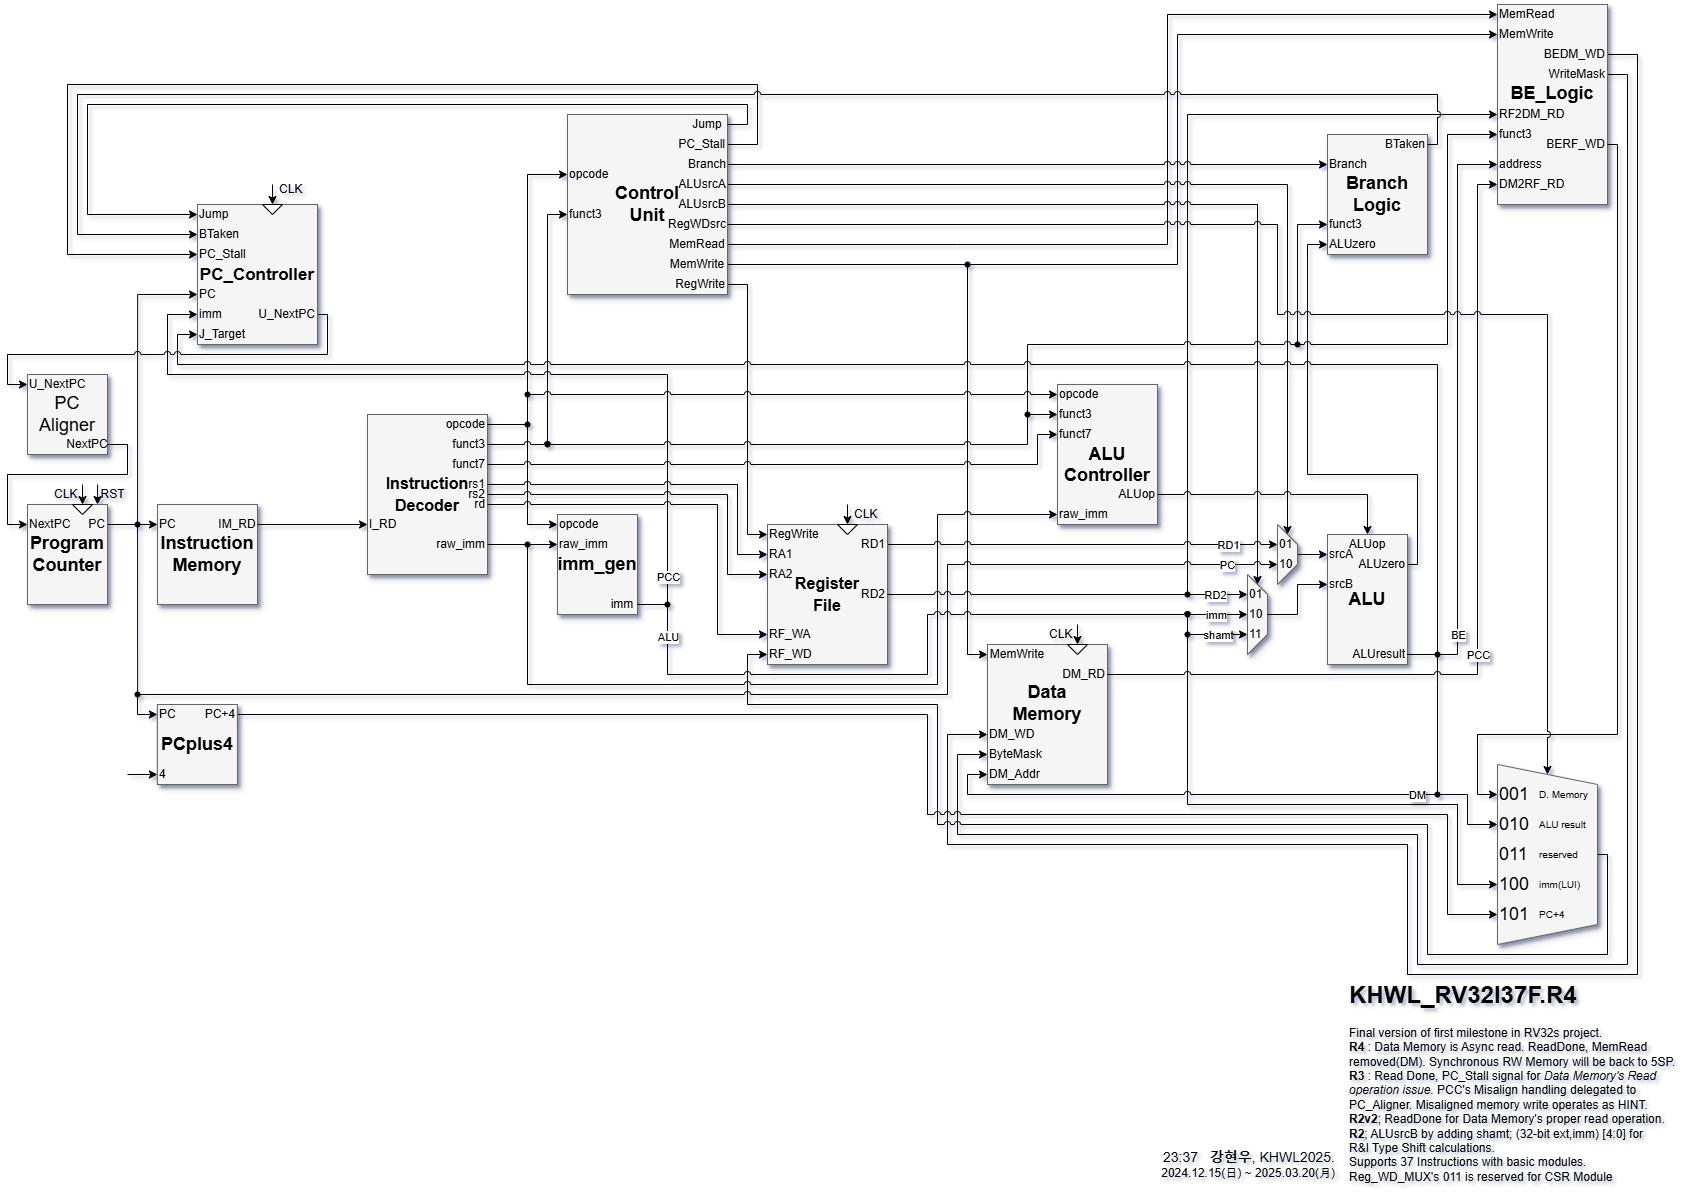 MemRead
MemWrite
BEDM_WD
WriteMask
BE_Logic
RF2DM_RD
funct3
BERF_WD
address
DM2RF_RD
Jump
PC_Stall
Branch
ALUsrcA
ALUsrcB
RegWDsrc
MemRead
MemWrite
RegWrite
opcode
funct3
Control
Unit
BTaken
Branch
Branch
Logic
funct3
ALUzero
CLK
Jump
BTaken
PC_Stall
PC_Controller
PC
imm
U_NextPC
J_Target
U_NextPC
PC
Aligner
NextPC
CLK
RST
NextPC
PC
Program
Counter
PC
IM_RD
Instruction
Memory
opcode
funct3
funct7
Instruction
Decoder
rs1
rs2
rd
I_RD
raw_imm
opcode
raw_imm
imm_gen
imm
PCC
ALU
CLK
RegWrite
RD1
RA1
RA2
Register
File
RD2
RF_WA
RF_WD
opcode
funct3
funct7
ALU
Controller
ALUop
raw_imm
RD1
01
PC
10
RD2
01
imm
10
shamt
11
ALUop
srcA
ALUzero
srcB
ALU
ALUresult
BE
PCC
CLK
MemWrite
DM_RD
Data
Memory
DM_WD
ByteMask
DM_Addr
DM
PC
PC+4
PCplus4
4
001 D. Memory
010 ALU result
011 reserved
100 imm(LUI)
101 PC+4
KHWL_RV32I37F.R4
Final version of first milestone in RV32s project.
R4 : Data Memory is Async read. ReadDone, MemRead
removed(DM). Synchronous RW Memory will be back to 5SP.
R3 : Read Done, PC_Stall signal for Data Memory's Read
operation issue. PCC's Misalign handling delegated to
PC_Aligner. Misaligned memory write operates as HINT.
R2v2; ReadDone for Data Memory's proper read operation.
R2; ALUsrcB by adding shamt; (32-bit ext,imm) [4:0] for
R&I Type Shift calculations.
Supports 37 Instructions with basic modules.
Reg_WD_MUX's 011 is reserved for CSR Module
23:37 강현우, KHWL2025.
2024.12.15(日) ~ 2025.03.20(月)